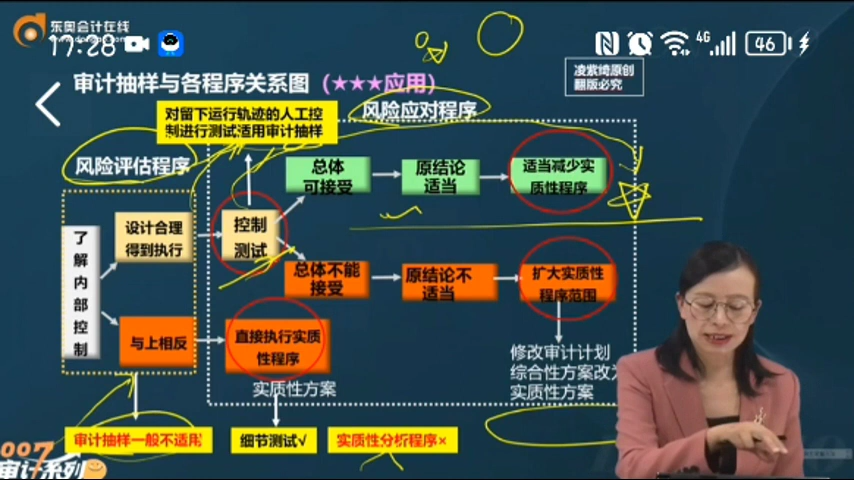 东奥会计在线
17:28
4G
46
审计抽样与各程序关系图（★★★应用）
凌紫绮原创
翻版必究
对留下运行轨迹的人工控
制进行测试适用审计抽样
风险应对程序
风险评估程序
总体
可接受
原结论
适当
适当减少实
质性程序
了解内部控制
设计合理
得到执行
控制
测试
总体不能
接受
原结论不
适当
扩大实质性
程序范围
与上相反
直接执行实质
性程序
修改审计计划
综合性方案改为
实质性方案
实质性方案
审计抽样一般不适用
细节测试√
实质性分析程序×
007
审计系列